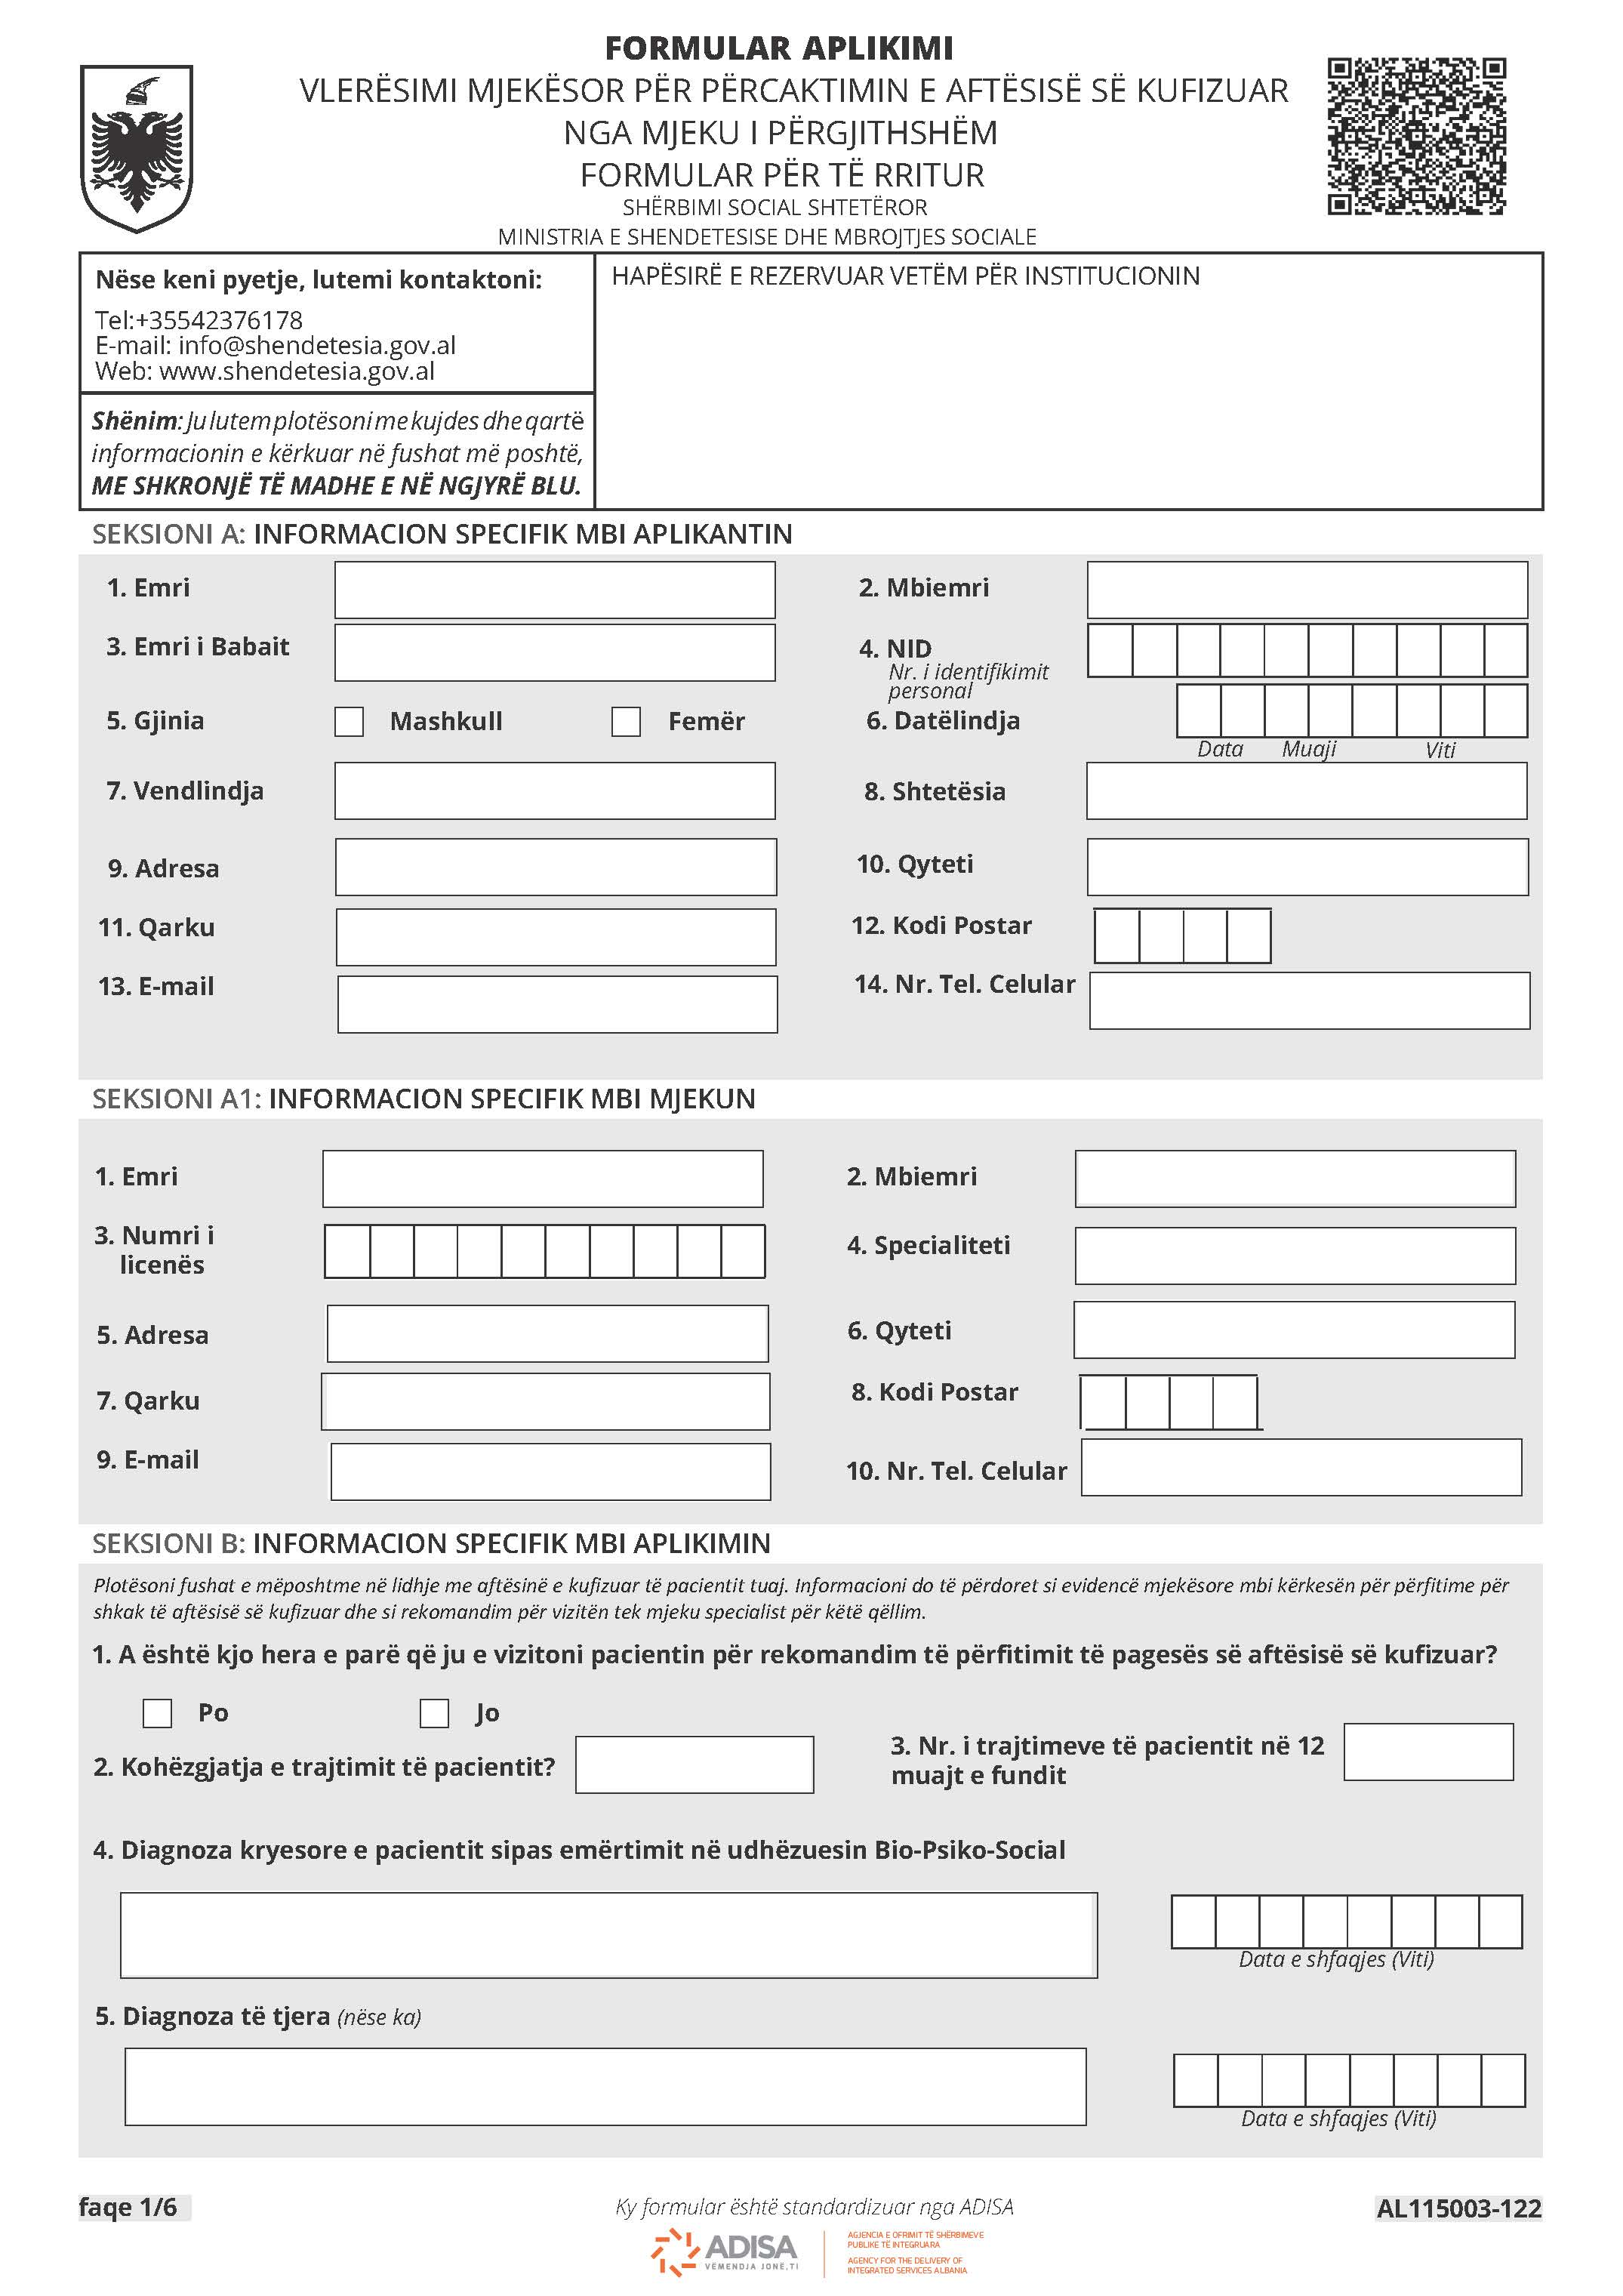 FORMULAR APLIKIMI
VLERËSIMI MJEKËSOR PËR PËRCAKTIMIN E AFTËSISË SË KUFIZUAR
NGA MJEKU I PËRGJITHSHËM
FORMULAR PËR TË RRITUR
SHËRBIMI SOCIAL SHTETËROR
MINISTRIA E SHENDETESISE DHE MBROJTJES SOCIALE
Nëse keni pyetje, lutemi kontaktoni:
Tel:+35542376178
E-mail: info@shendetesia.gov.al
Web: www.shendetesia.gov.al
Shënim: Ju lutem plotësoni me kujdes dhe qartë
informacionin e kërkuar në fushat më poshtë,
ME SHKRONJË TË MADHE E NË NGJYRË BLU.
HAPËSIRË E REZERVUAR VETËM PËR INSTITUCIONIN
SEKSIONI A: INFORMACION SPECIFIK MBI APLIKANTIN
1. Emri
2. Mbiemri
3. Emri i Babait
4. NID
Nr. i identifikimit
personal
5. Gjinia
Mashkull
Femër
6. Datëlindja
Data Muaji Viti
7. Vendlindja
8. Shtetësia
9. Adresa
10. Qyteti
11. Qarku
12. Kodi Postar
13. E-mail
14. Nr. Tel. Celular
SEKSIONI A1: INFORMACION SPECIFIK MBI MJEKUN
1. Emri
2. Mbiemri
3. Numri i
licenës
4. Specialiteti
5. Adresa
6. Qyteti
7. Qarku
8. Kodi Postar
9. E-mail
10. Nr. Tel. Celular
SEKSIONI B: INFORMACION SPECIFIK MBI APLIKIMIN
Plotësoni fushat e mëposhtme në lidhje me aftësinë e kufizuar të pacientit tuaj. Informacioni do të përdoret si evidencë mjekësore mbi kërkesën për përfitime për
shkak të aftësisë së kufizuar dhe si rekomandim për vizitën tek mjeku specialist për këtë qëllim.
1. A është kjo hera e parë që ju e vizitoni pacientin për rekomandim të përfitimit të pagesës së aftësisë së kufizuar?
Po
Jo
2. Kohëzgjatja e trajtimit të pacientit?
3. Nr. i trajtimeve të pacientit në 12
muajt e fundit
4. Diagnoza kryesore e pacientit sipas emërtimit në udhëzuesin Bio-Psiko-Social
Data e shfaqjes (Viti)
5. Diagnoza të tjera (nëse ka)
Data e shfaqjes (Viti)
faqe 1/6
Ky formular është standardizuar nga ADISA
AL115003-122
ADISA
VËMENDJA JONË, TI
AGJENCIA E OFRIMIT TË SHËRBIMEVE
PUBLIKE TË INTEGRUARA
AGENCY FOR THE DELIVERY OF
INTEGRATED SERVICES ALBANIA